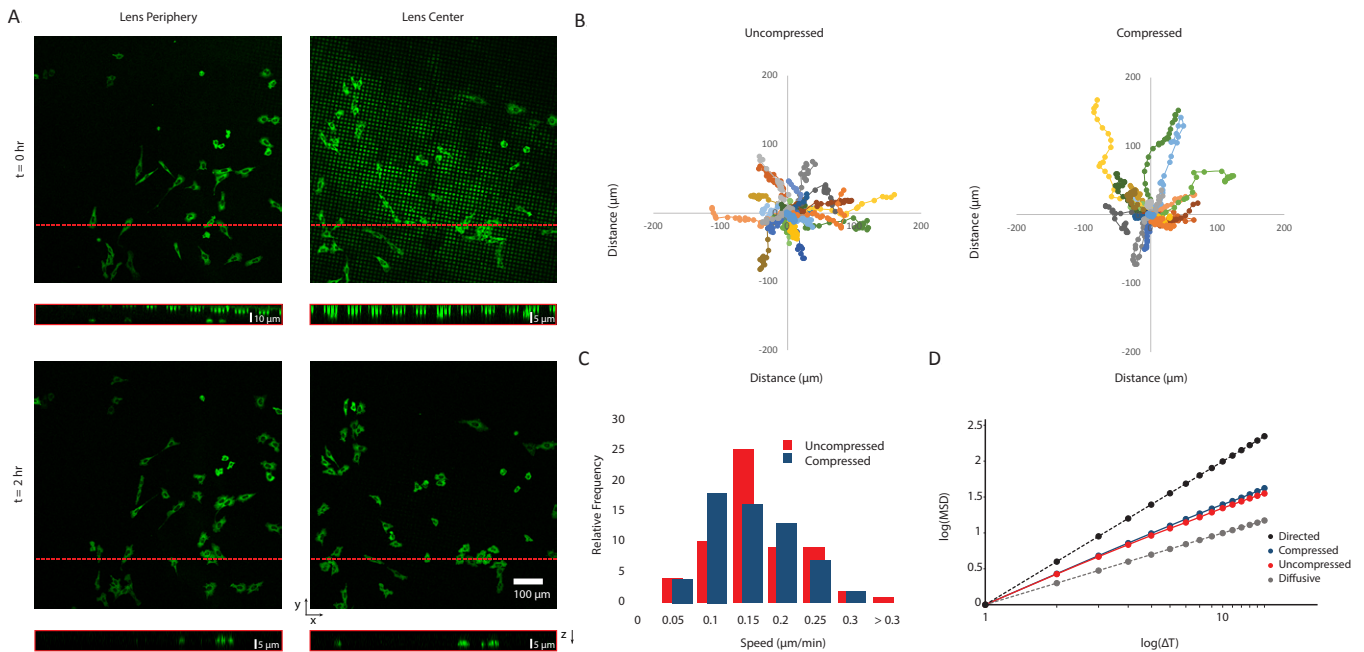 A
Lens Periphery
Lens Center
t = 0 hr
10 µm
5 µm
t = 2 hr
100 µm
y
x
z
5 µm
5 µm
B
Uncompressed
Compressed
Distance (µm)
200
100
-200
-100
100
200
-100
-200
Distance (µm)
Distance (µm)
200
100
-200
-100
100
200
-100
-200
Distance (µm)
C
Relative Frequency
30
25
20
15
10
5
0
Uncompressed
Compressed
0
0.05
0.1
0.15
0.2
0.25
0.3
> 0.3
Speed (µm/min)
D
log(MSD)
2.5
2.0
1.5
1.0
0.5
0
1
10
log(ΔT)
Directed
Compressed
Uncompressed
Diffusive